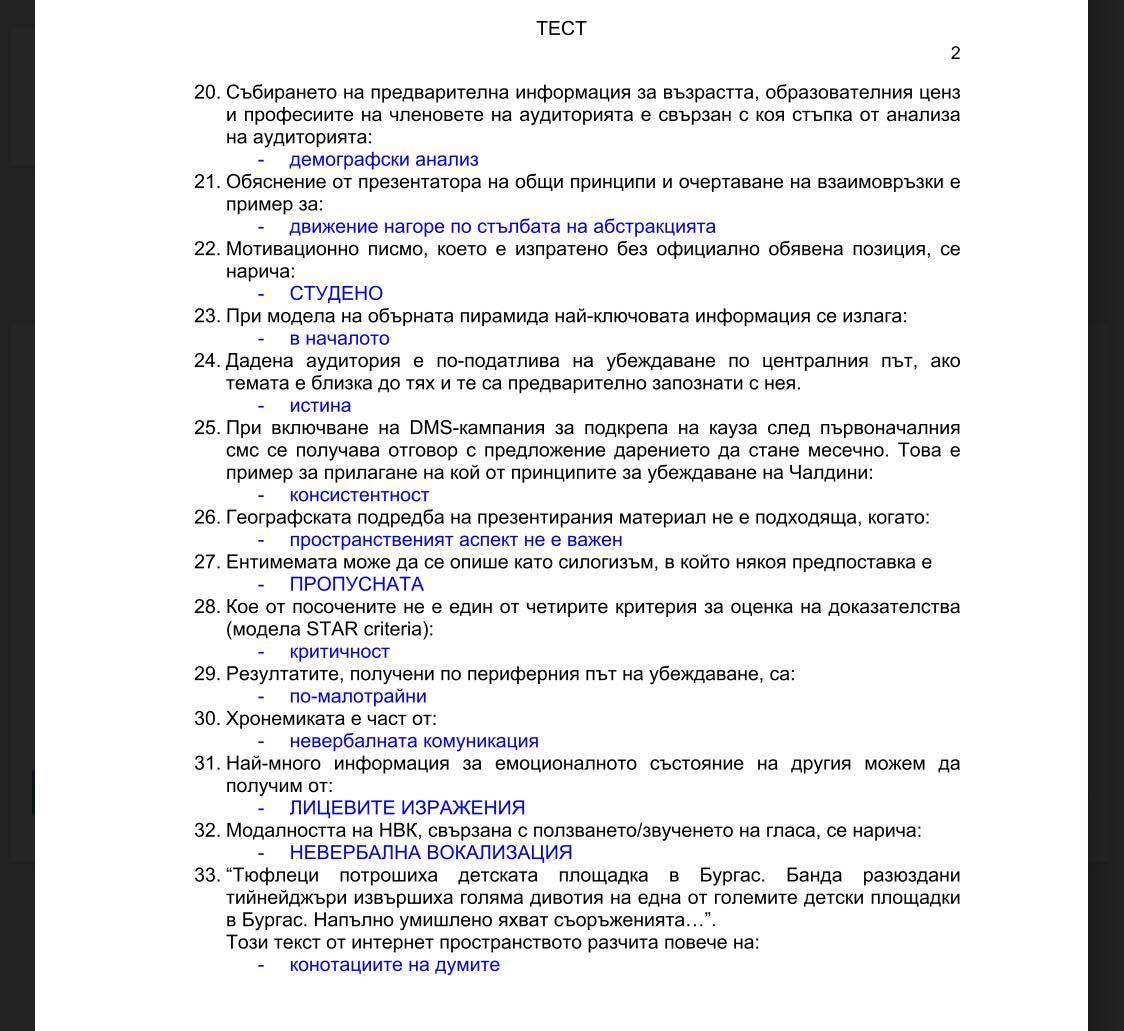 ТЕСТ
2
20. Събирането на предварителна информация за възрастта, образователния ценз
и професиите на членовете на аудиторията е свързан с коя стъпка от анализа
на аудиторията:
- демографски анализ
21. Обяснение от презентатора на общи принципи и очертаване на взаимовръзки е
пример за:
- движение нагоре по стълбата на абстракцията
22. Мотивационно писмо, което е изпратено без официално обявена позиция, се
нарича:
- СТУДЕНО
23. При модела на обърната пирамида най-ключовата информация се излага:
- в началото
24. Дадена аудитория е по-податлива на убеждаване по централния път, ако
темата е близка до тях и те са предварително запознати с нея.
- истина
25. При включване на DMS-кампания за подкрепа на кауза след първоначалния
смс се получава отговор с предложение дарението да стане месечно. Това е
пример за прилагане на кой от принципите за убеждаване на Чалдини:
- консистентност
26. Географската подредба на презентирания материал не е подходяща, когато:
- пространственият аспект не е важен
27. Ентимемата може да се опише като силогизъм, в който някоя предпоставка е
- ПРОПУСНАТА
28. Кое от посочените не е един от четирите критерия за оценка на доказателства
(модела STAR criteria):
- критичност
29. Резултатите, получени по периферния път на убеждаване, са:
- по-малотрайни
30. Хронемиката е част от:
- невербалната комуникация
31. Най-много информация за емоционалното състояние на другия можем да
получим от:
- ЛИЦЕВИТЕ ИЗРАЖЕНИЯ
32. Модалността на НВК, свързана с ползването/звученето на гласа, се нарича:
- НЕВЕРБАЛНА ВОКАЛИЗАЦИЯ
33. “Тюфлеци потрошиха детската площадка в Бургас. Банда разюздани
тийнейджъри извършиха голяма дивотия на една от големите детски площадки
в Бургас. Напълно умишлено яхват съоръженията…”.
Този текст от интернет пространството разчита повече на:
- конотациите на думите